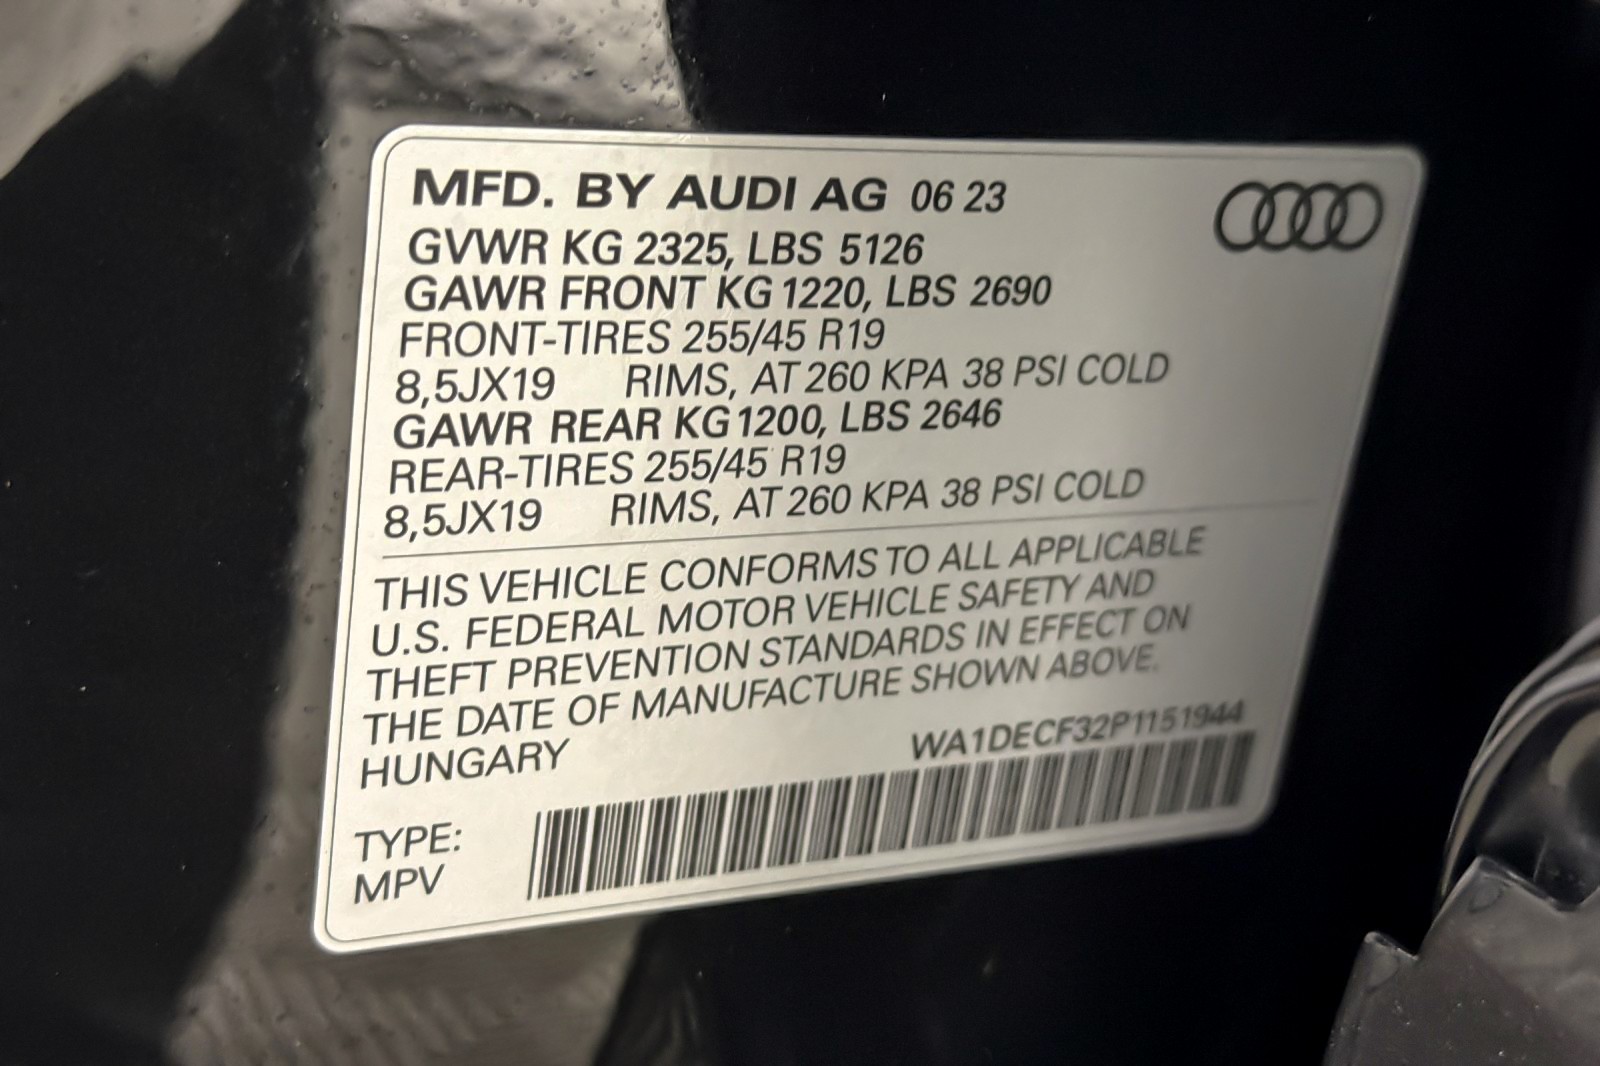 MFD. BY AUDI AG 06 23
GVWR KG 2325, LBS 5126
GAWR FRONT KG 1220, LBS 2690
FRONT-TIRES 255/45 R19
8,5JX19 RIMS, AT 260 KPA 38 PSI COLD
GAWR REAR KG 1200, LBS 2646
REAR-TIRES 255/45 R19
8,5JX19 RIMS, AT 260 KPA 38 PSI COLD
THIS VEHICLE CONFORMS TO ALL APPLICABLE
U.S. FEDERAL MOTOR VEHICLE SAFETY AND
THEFT PREVENTION STANDARDS IN EFFECT ON
THE DATE OF MANUFACTURE SHOWN ABOVE.
HUNGARY WA1DECF32P1151944
TYPE:
MPV